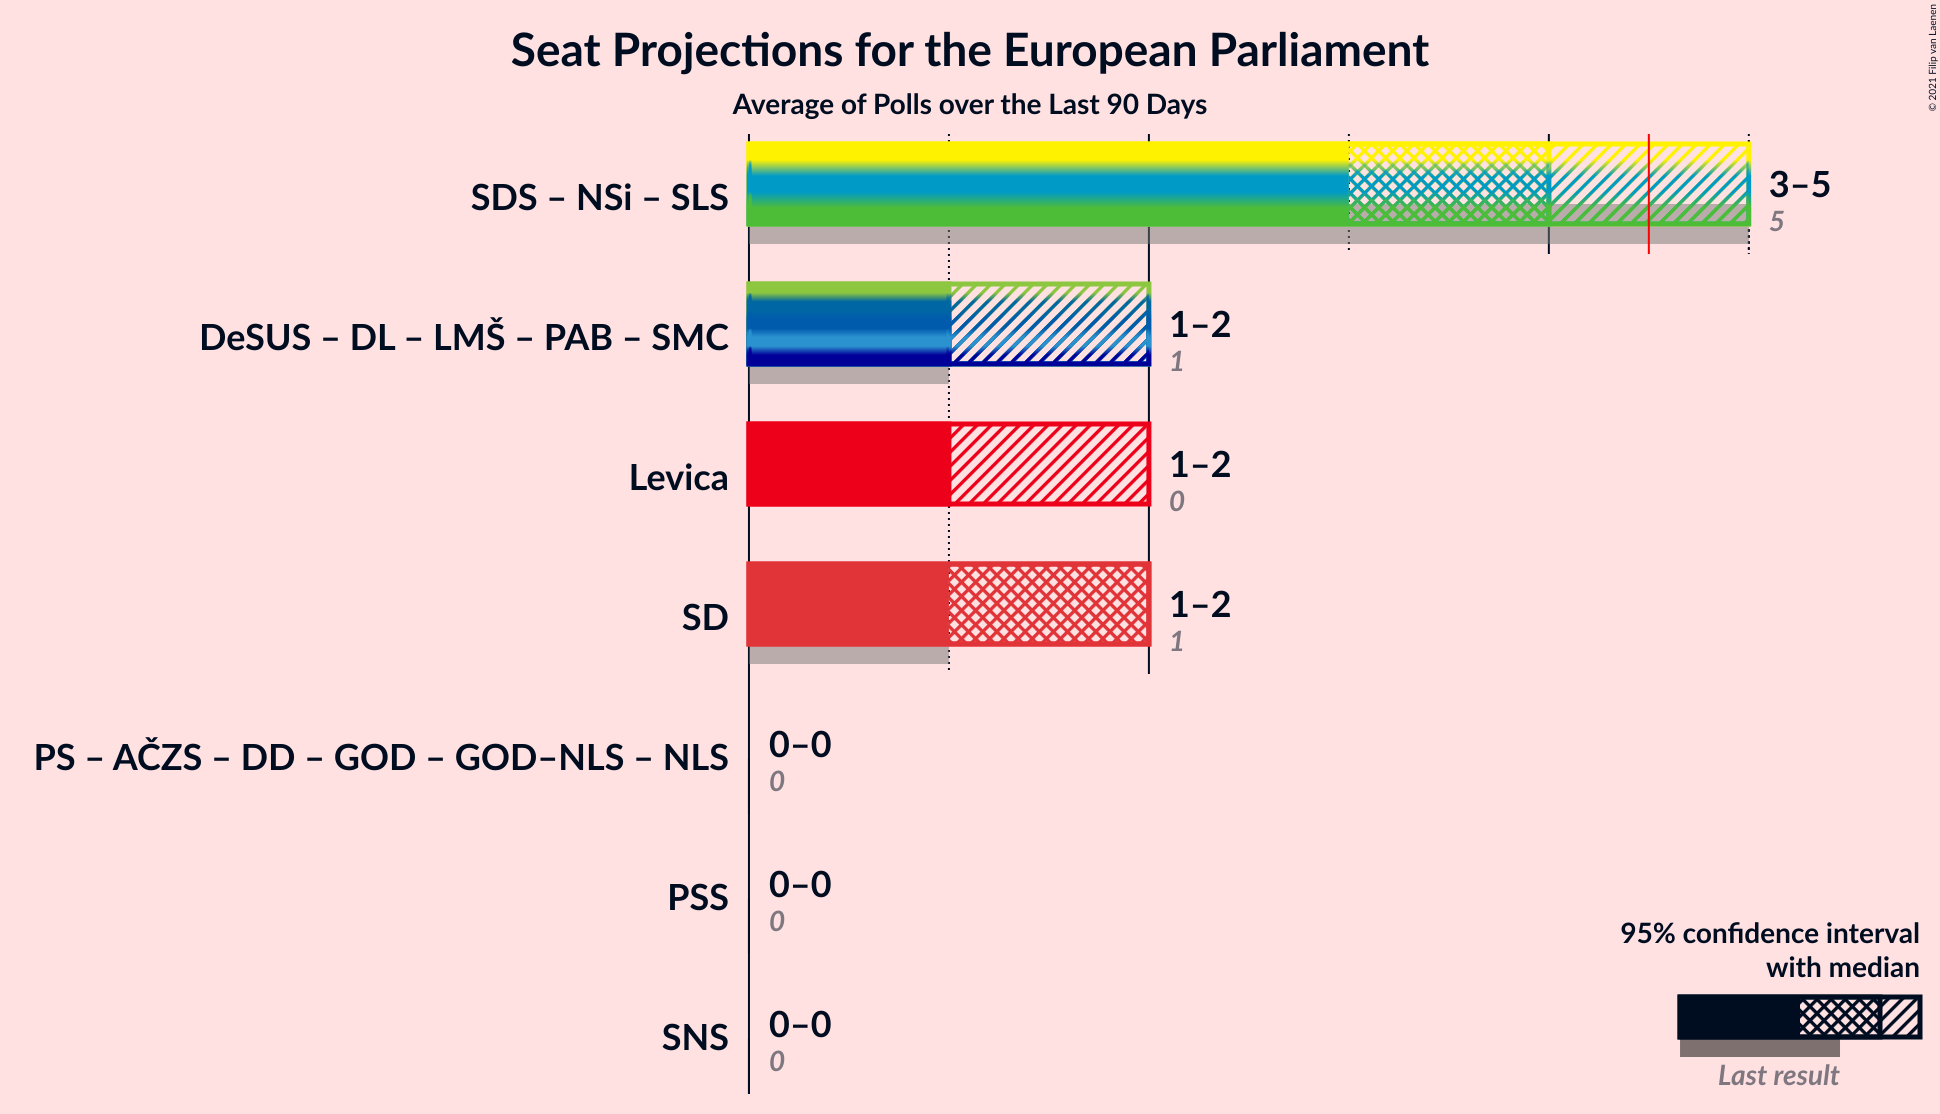 Seat Projections for the European Parliament
Average of Polls over the Last 90 Days
© 2021 Filip van Laenen
SDS – NSi – SLS
3–5
5
DeSUS – DL – LMŠ – PAB – SMC
1–2
1
Levica
1–2
0
SD
1–2
1
PS – AČZS – DD – GOD – GOD–NLS – NLS
0–0
0
PSS
0–0
0
SNS
0–0
0
95% confidence interval
with median
Last result